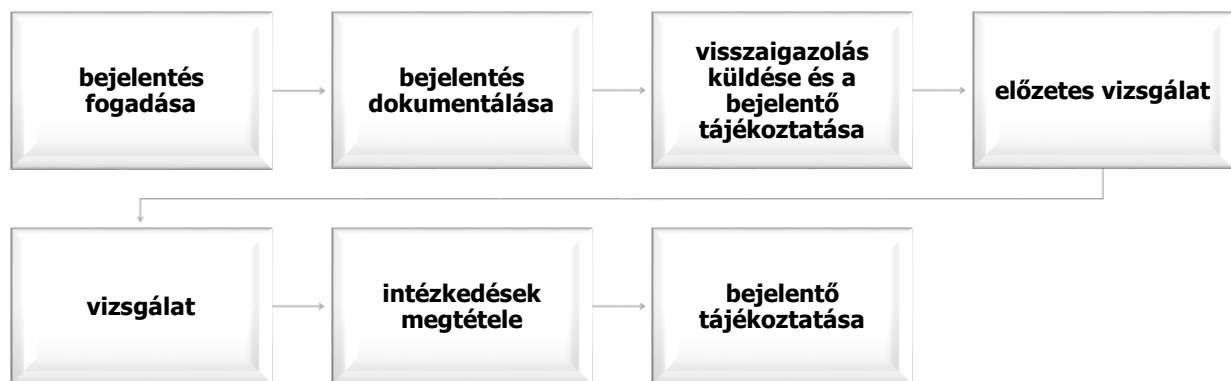 bejelentés
fogadása
bejelentés
dokumentálása
visszaigazolás
küldése és a
bejelentő
tájékoztatása
előzetes vizsgálat
vizsgálat
intézkedések
megtétele
bejelentő
tájékoztatása